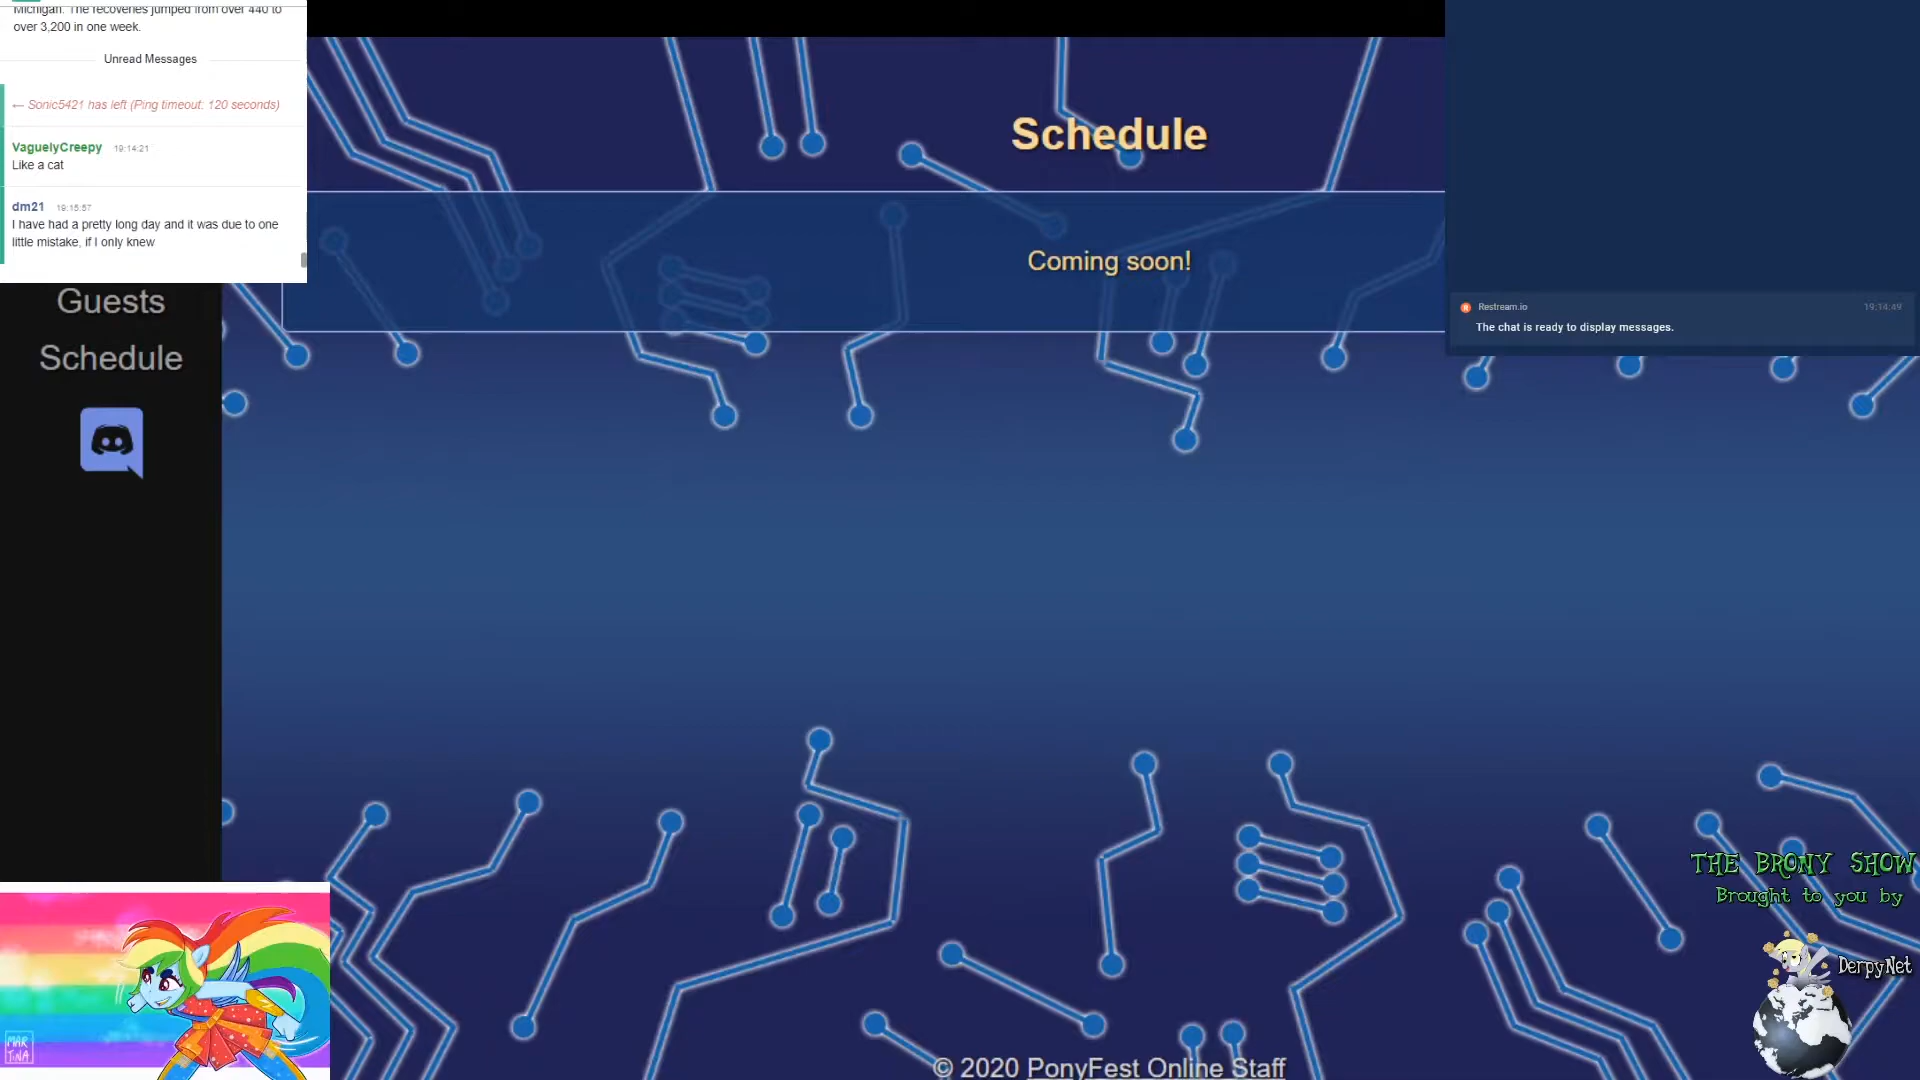 Michigan. The recoveries jumped from over 440 to
over 3,200 in one week.
Unread Messages
← Sonic5421 has left (Ping timeout: 120 seconds)
VaguelyCreepy 19:14:21
Like a cat
dm21 19:15:57
I have had a pretty long day and it was due to one
little mistake, if I only knew
Guests
Schedule
Schedule
Coming soon!
Restream.io 19:14:49
The chat is ready to display messages.
THE BRONY SHOW
Brought to you by
DerpyNet
MAR
TINA
© 2020 PonyFest Online Staff